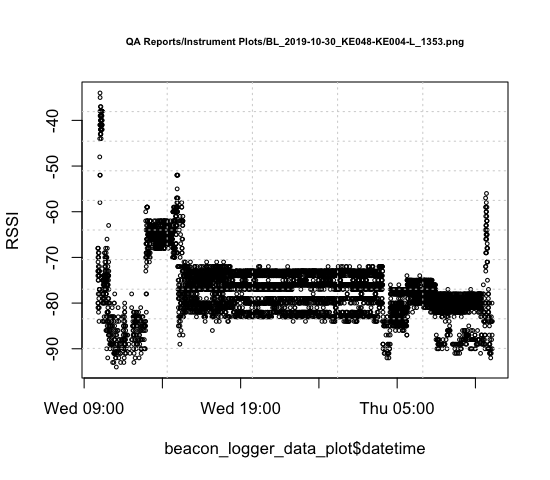 QA Reports/Instrument Plots/BL_2019-10-30_KE048-KE004-L_1353.png
RSSI
-40
-50
-60
-70
-80
-90
Wed 09:00 Wed 19:00 Thu 05:00
beacon_logger_data_plot$datetime